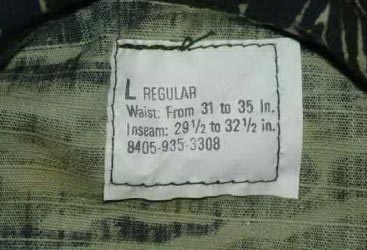 L REGULAR
Waist: From 31 to 35 In.
Inseam: 29 1/2 to 32 1/2 in.
8405-935-3308